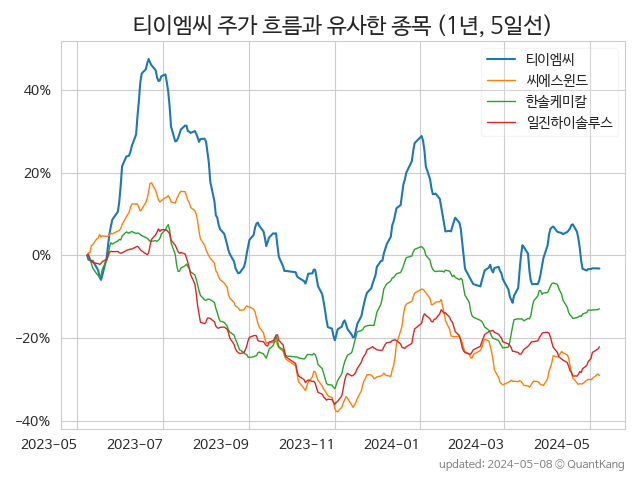 티이엠씨 주가 흐름과 유사한 종목 (1년, 5일선)
티이엠씨
씨에스윈드
한솔케미칼
일진하이솔루스
40%
20%
0%
−20%
−40%
2023−05 2023−07 2023−09 2023−11 2024−01 2024−03 2024−05
updated: 2024-05-08 © QuantKang